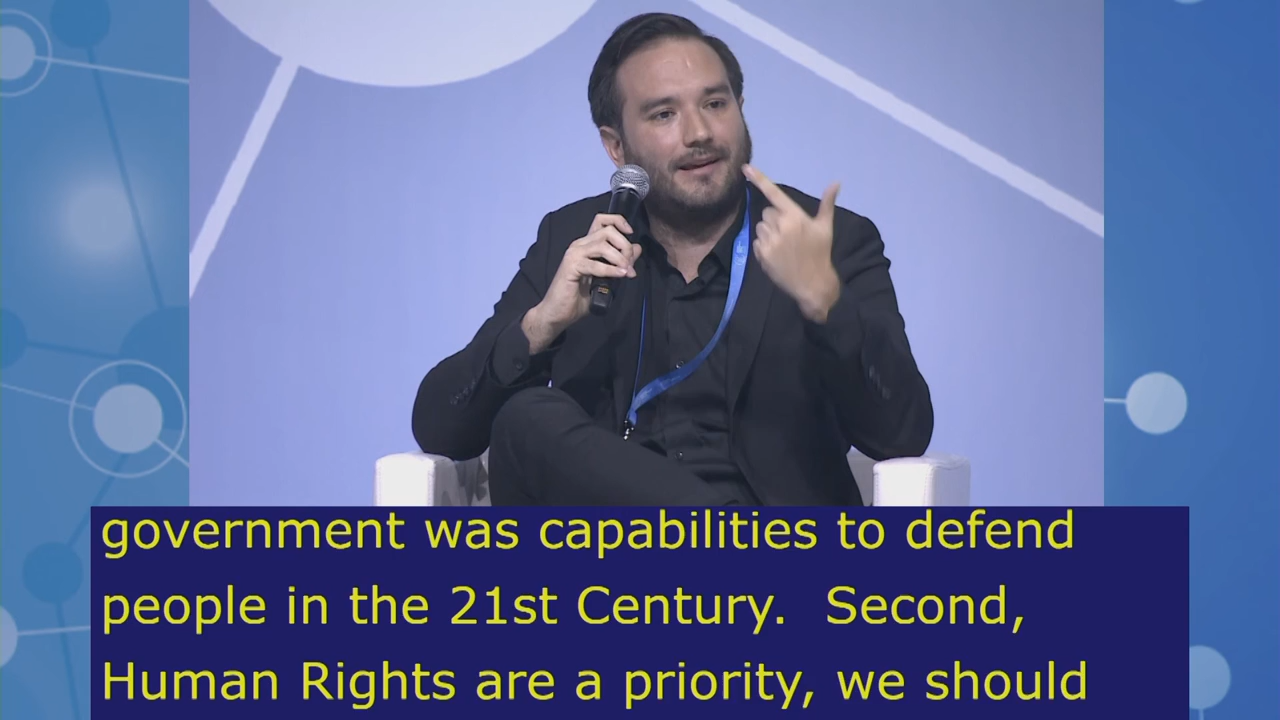 government was capabilities to defend
people in the 21st Century.  Second,
Human Rights are a priority, we should